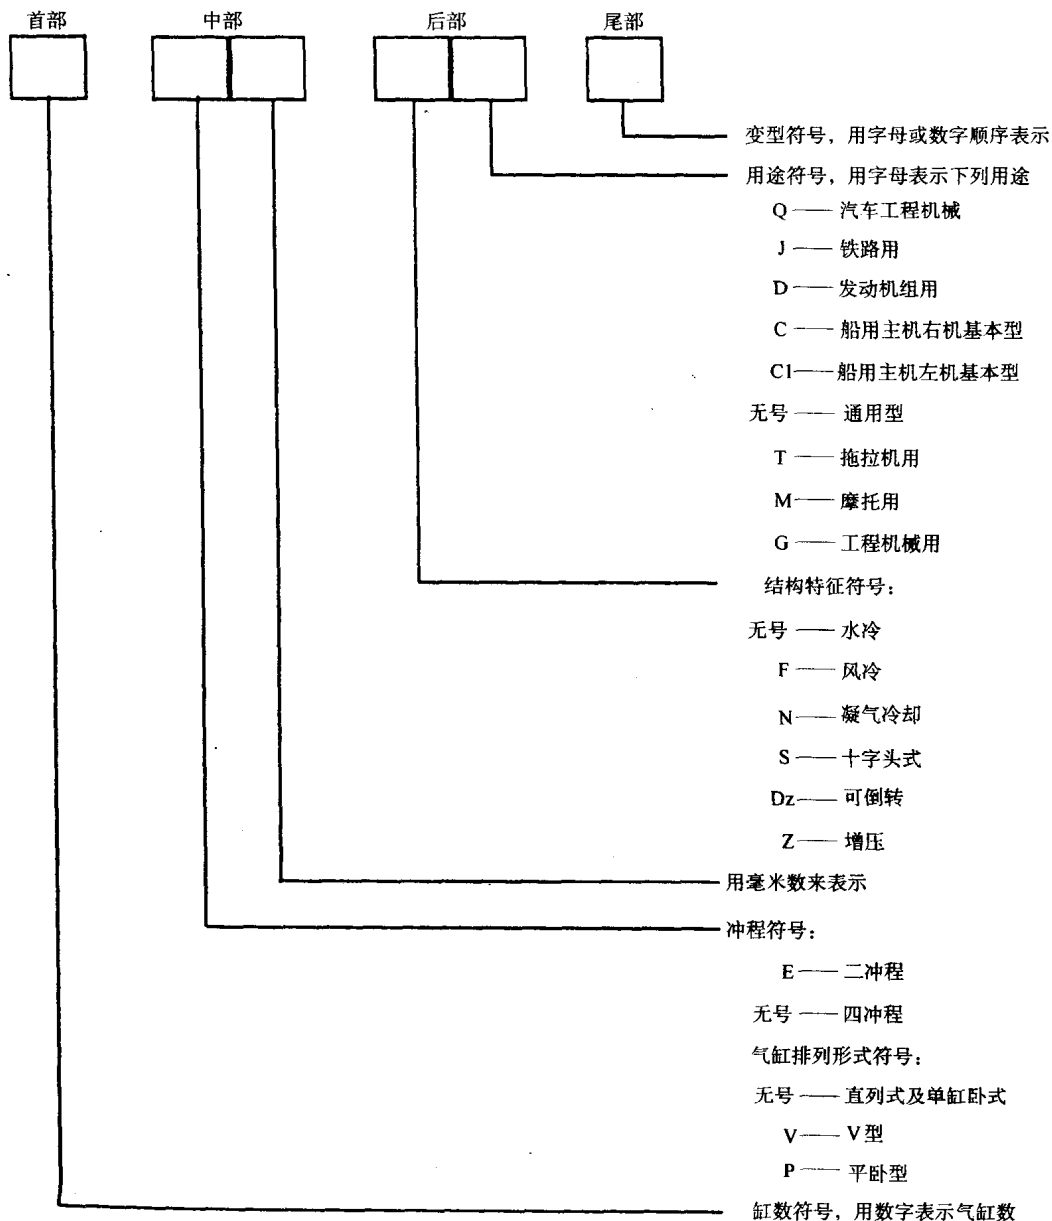 首部 中部 后部 尾部
变型符号，用字母或数字顺序表示
用途符号，用字母表示下列用途
Q——汽车工程机械
J——铁路用
D——发动机组用
C——船用主机右机基本型
C1——船用主机左机基本型
无号——通用型
T——拖拉机用
M——摩托用
G——工程机械用
结构特征符号：
无号——水冷
F——风冷
N——凝气冷却
S——十字头式
Dz——可倒转
Z——增压
用毫米数来表示
冲程符号：
E——二冲程
无号——四冲程
气缸排列形式符号：
无号——直列式及单缸卧式
V——V型
P——平卧型
缸数符号，用数字表示气缸数